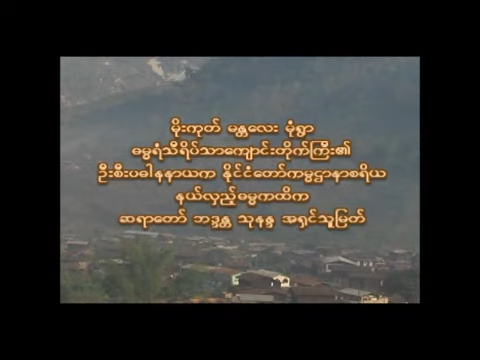 မိုးကုတ် မန္တလေး မုံရွာ
ဓမ္မရံသီရိပ်သာကျောင်းတိုက်ကြီး၏
ဦးစီးပဓါနနာယက နိုင်ငံတော်ကမ္မဋ္ဌာနာစရိယ
နယ်လှည့်ဓမ္မကထိက
ဆရာတော် ဘဒ္ဒန္တ သုနန္ဒ အရှင်သူမြတ်